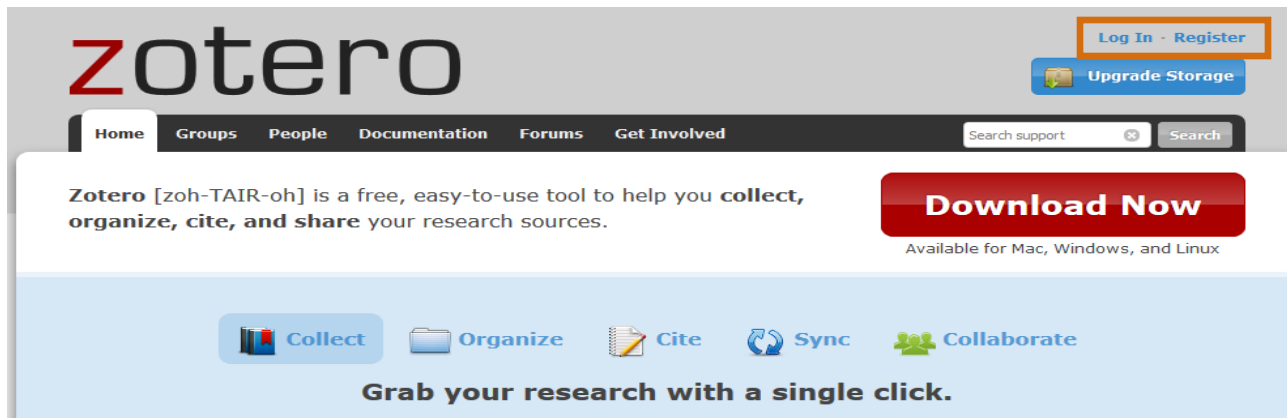 zotero
Log In - Register
Upgrade Storage
Home Groups People Documentation Forums Get Involved
Search support Search
Zotero [zoh-TAIR-oh] is a free, easy-to-use tool to help you collect,
organize, cite, and share your research sources.
Download Now
Available for Mac, Windows, and Linux
Collect Organize Cite Sync Collaborate
Grab your research with a single click.